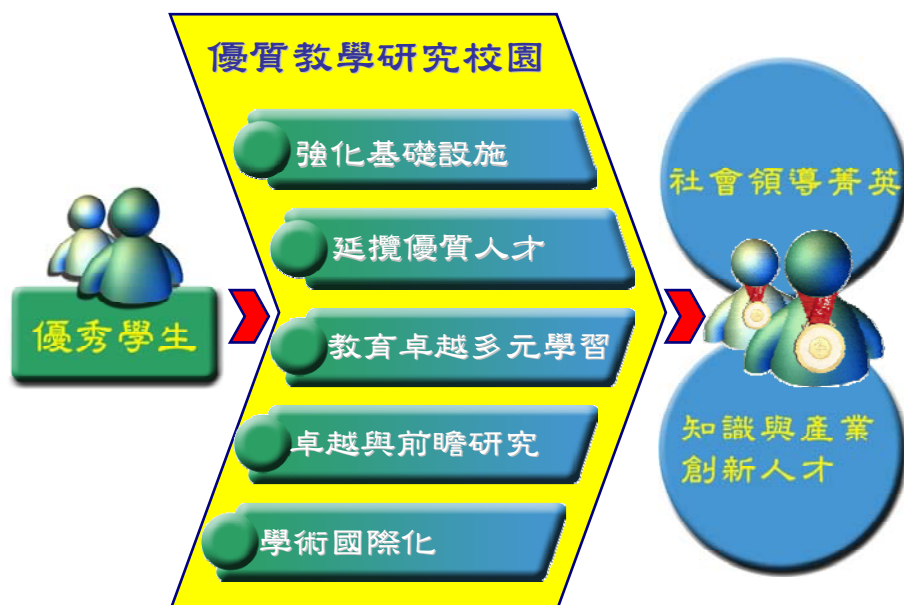 優質教學研究校園
強化基礎設施
延攬優質人才
教育卓越多元學習
卓越與前瞻研究
學術國際化
優秀學生
社會領導菁英
知識與產業
創新人才